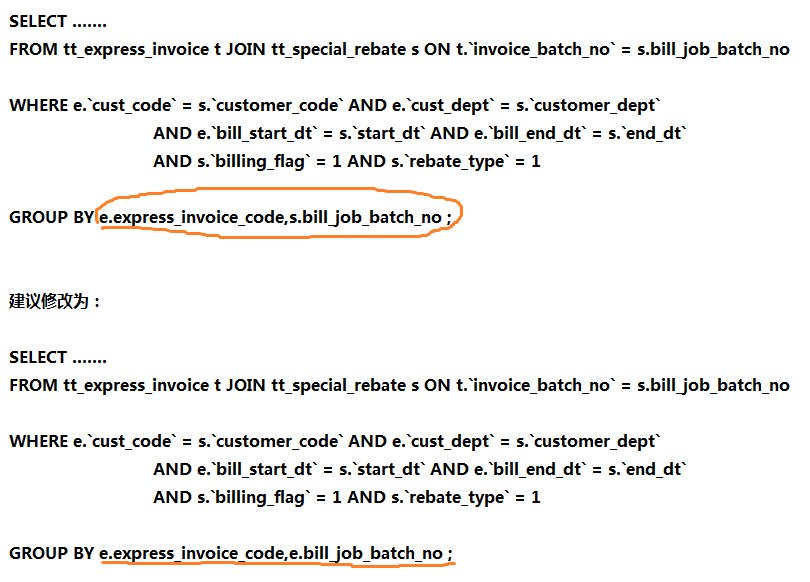 SELECT .......
FROM tt_express_invoice t JOIN tt_special_rebate s ON t.`invoice_batch_no` = s.bill_job_batch_no
WHERE e.`cust_code` = s.`customer_code` AND e.`cust_dept` = s.`customer_dept`
AND e.`bill_start_dt` = s.`start_dt` AND e.`bill_end_dt` = s.`end_dt`
AND s.`billing_flag` = 1 AND s.`rebate_type` = 1
GROUP BY e.express_invoice_code,s.bill_job_batch_no ;
建议修改为：
SELECT .......
FROM tt_express_invoice t JOIN tt_special_rebate s ON t.`invoice_batch_no` = s.bill_job_batch_no
WHERE e.`cust_code` = s.`customer_code` AND e.`cust_dept` = s.`customer_dept`
AND e.`bill_start_dt` = s.`start_dt` AND e.`bill_end_dt` = s.`end_dt`
AND s.`billing_flag` = 1 AND s.`rebate_type` = 1
GROUP BY e.express_invoice_code,e.bill_job_batch_no ;